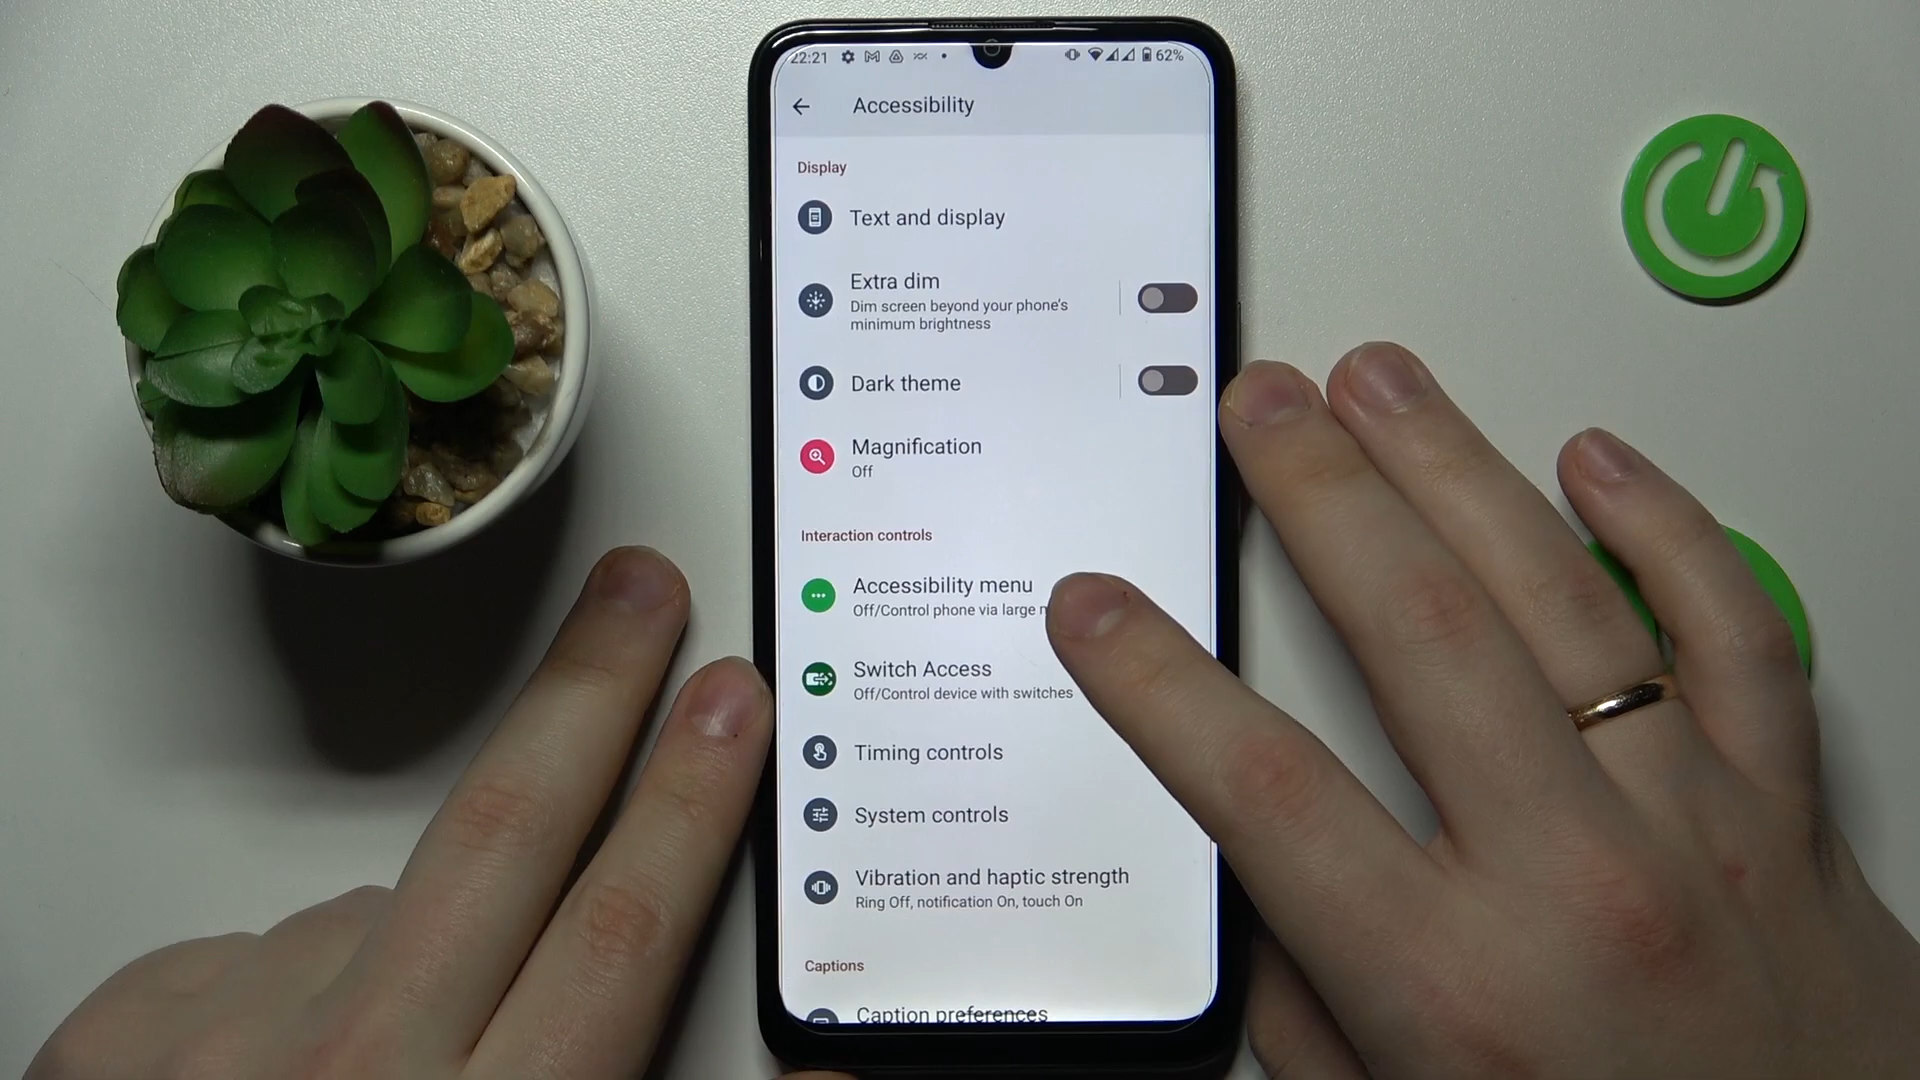 22:21 62%
Accessibility
Display
Text and display
Extra dim
Dim screen beyond your phone's
minimum brightness
Dark theme
Magnification
Off
Interaction controls
Accessibility menu
Off/Control phone via large
Switch Access
Off/Control device with switches
Timing controls
System controls
Vibration and haptic strength
Ring Off, notification On, touch On
Captions
Caption preferences